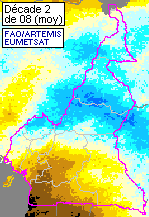 Décade 2
de 08 (moy)
FAO/ARTEMIS
EUMETSAT